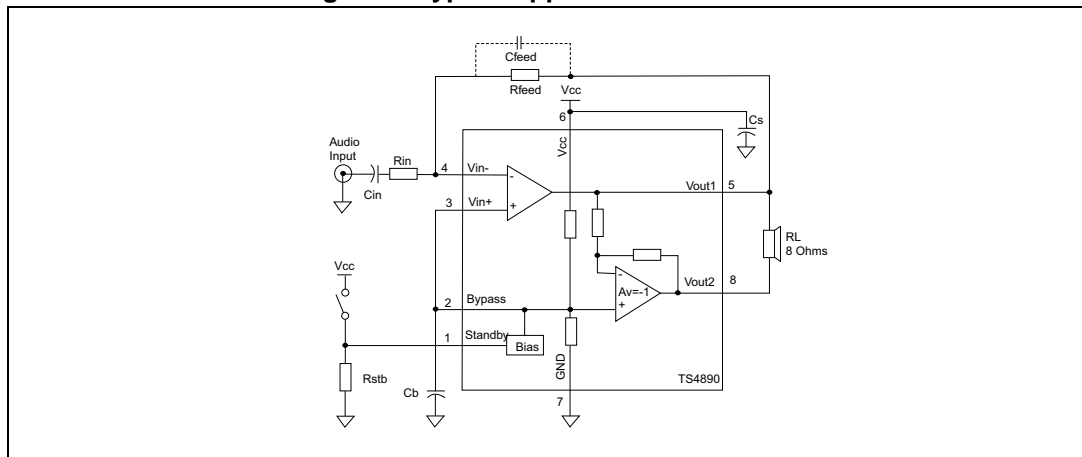 Cfeed
Rfeed
Vcc
6
Cs
Vcc
Audio
Input
Rin
4
Vin-
-
Cin
+
Vout1
5
3
Vin+
RL
8 Ohms
Vcc
-
Av=-1
+
Vout2
8
2
Bypass
1
Standby
Bias
Rstb
Cb
GND
7
TS4890